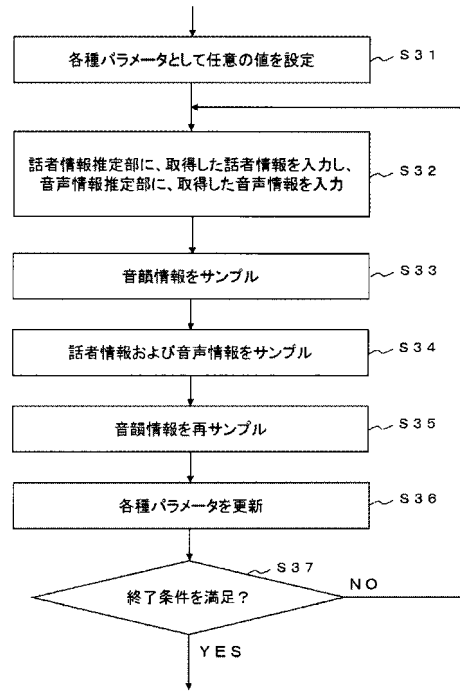 各種パラメータとして任意の値を設定
S31
話者情報推定部に、取得した話者情報を入力し、
音声情報推定部に、取得した音声情報を入力
S32
音韻情報をサンプル
S33
話者情報および音声情報をサンプル
S34
音韻情報を再サンプル
S35
各種パラメータを更新
S36
S37
終了条件を満足？
NO
YES